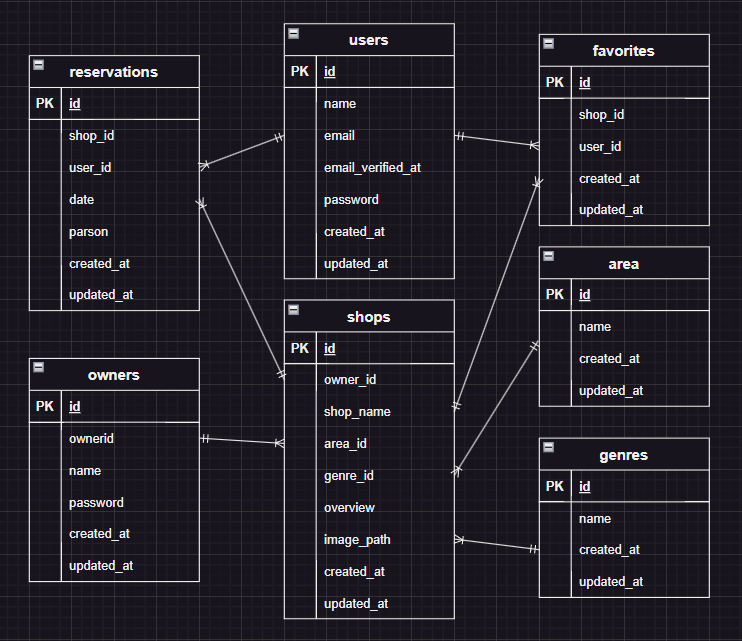 reservations
PK id
shop_id
user_id
date
parson
created_at
updated_at
users
PK id
name
email
email_verified_at
password
created_at
updated_at
favorites
PK id
shop_id
user_id
created_at
updated_at
area
PK id
name
created_at
updated_at
shops
PK id
owner_id
shop_name
area_id
genre_id
overview
image_path
created_at
updated_at
owners
PK id
ownerid
name
password
created_at
updated_at
genres
PK id
name
created_at
updated_at